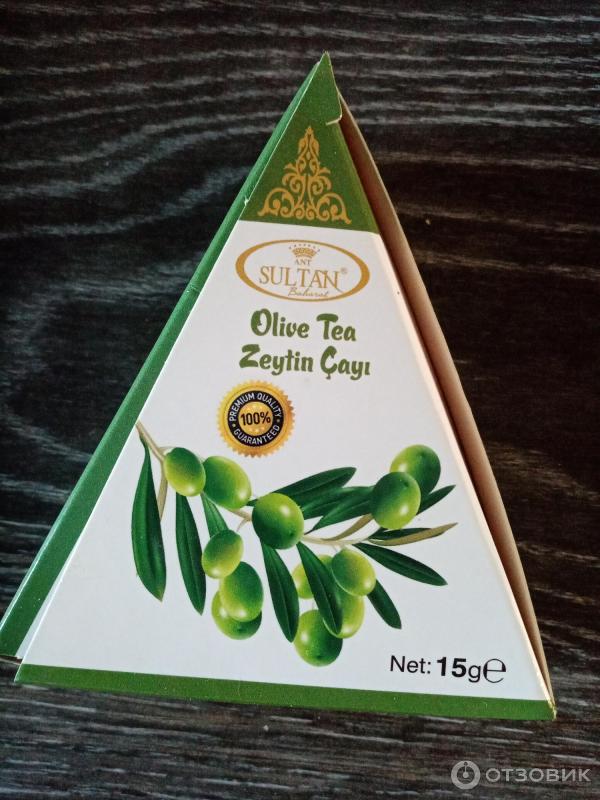 ANT
SULTAN®
Baharat
Olive Tea
Zeytin Çayı
PREMIUM QUALITY
100%
GUARANTEED
Net: 15g℮
ОТЗОВИК